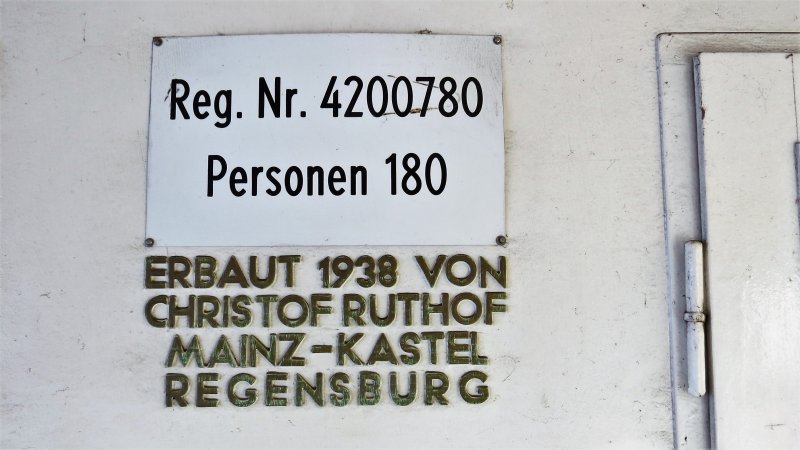 Reg. Nr. 4200780
Personen 180
ERBAUT 1938 VON
CHRISTOF RUTHOF
MAINZ-KASTEL
REGENSBURG